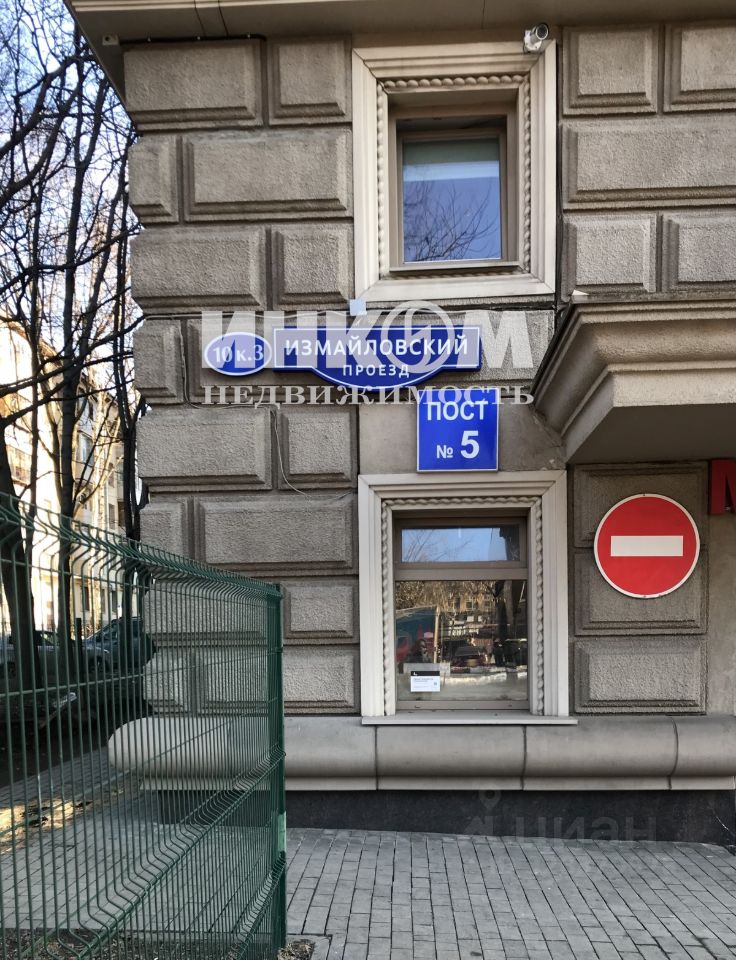 ИНКОМ
НЕДВИЖИМОСТЬ
10 к.3
ИЗМАЙЛОВСКИЙ
ПРОЕЗД
ПОСТ
№ 5
циан